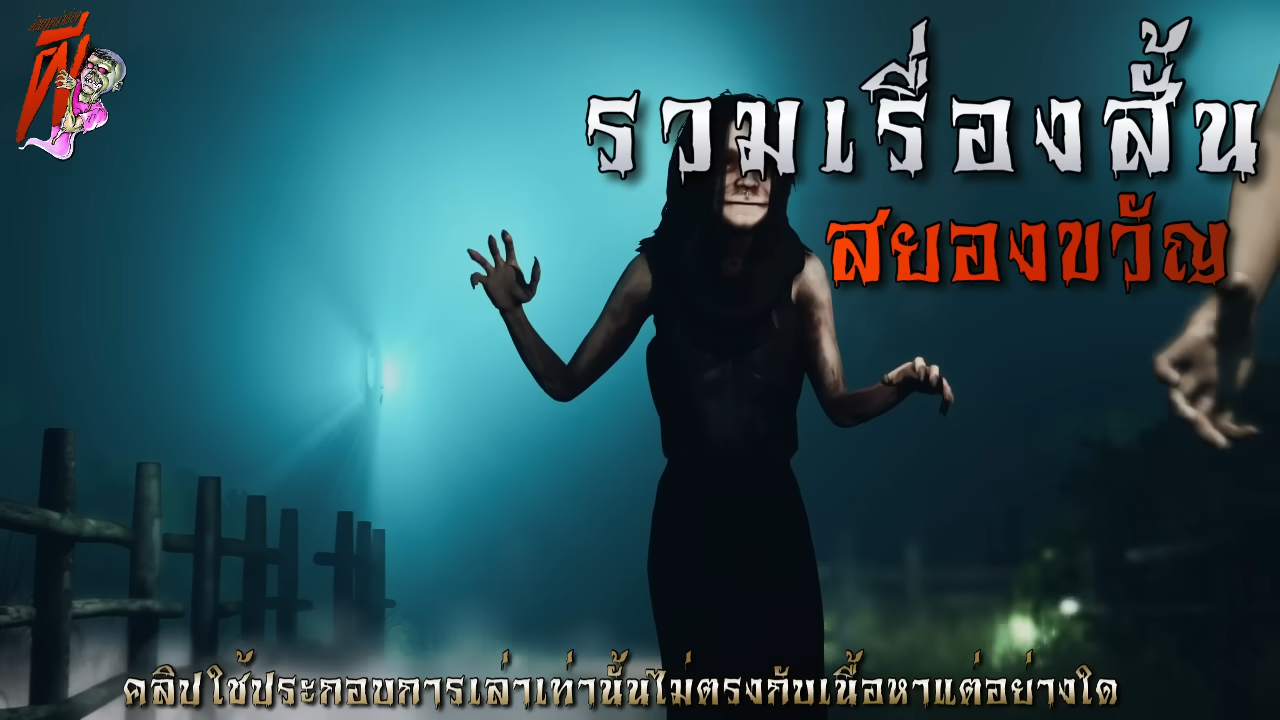 ผี
รวมเรื่องสั้น
สยองขวัญ
คลิปใช้ประกอบการเล่าเท่านั้นไม่ตรงกับเนื้อหาแต่อย่างใด